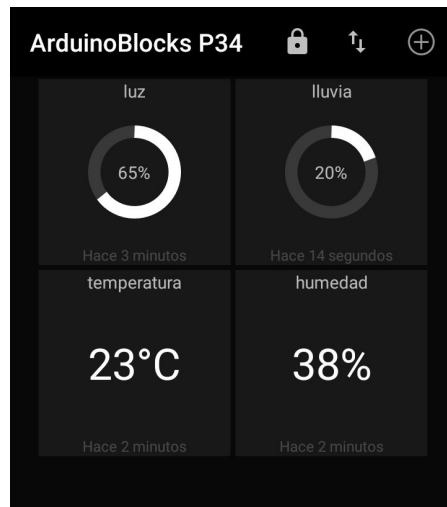 ArduinoBlocks P34
luz
lluvia
65%
20%
Hace 3 minutos
Hace 14 segundos
temperatura
humedad
23°C
38%
Hace 2 minutos
Hace 2 minutos